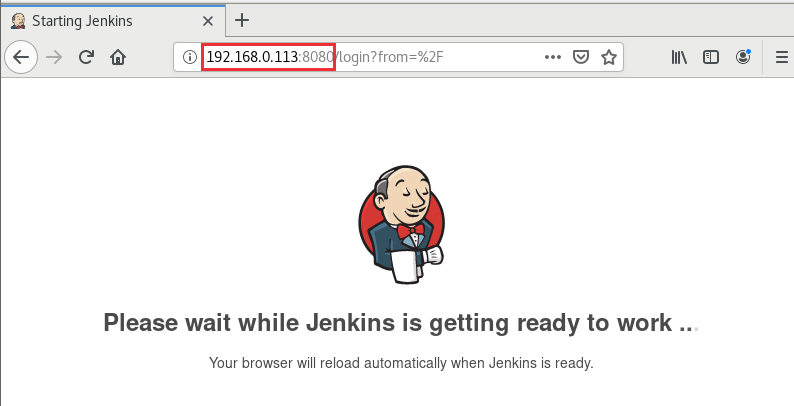 Starting Jenkins
192.168.0.113:8080/login?from=%2F
Please wait while Jenkins is getting ready to work ...
Your browser will reload automatically when Jenkins is ready.